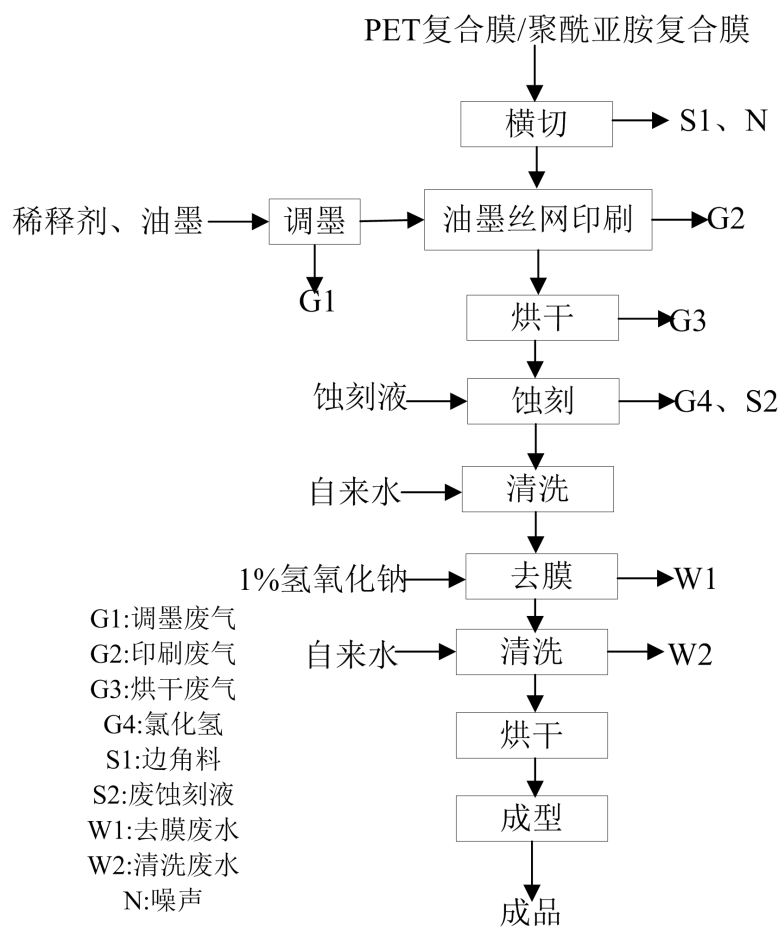 PET复合膜/聚酰亚胺复合膜
横切
S1、N
稀释剂、油墨
调墨
油墨丝网印刷
G2
G1
烘干
G3
蚀刻液
蚀刻
G4、S2
自来水
清洗
1%氢氧化钠
去膜
W1
G1:调墨废气
G2:印刷废气
自来水
清洗
W2
G3:烘干废气
G4:氯化氢
烘干
S1:边角料
S2:废蚀刻液
成型
W1:去膜废水
W2:清洗废水
N:噪声
成品